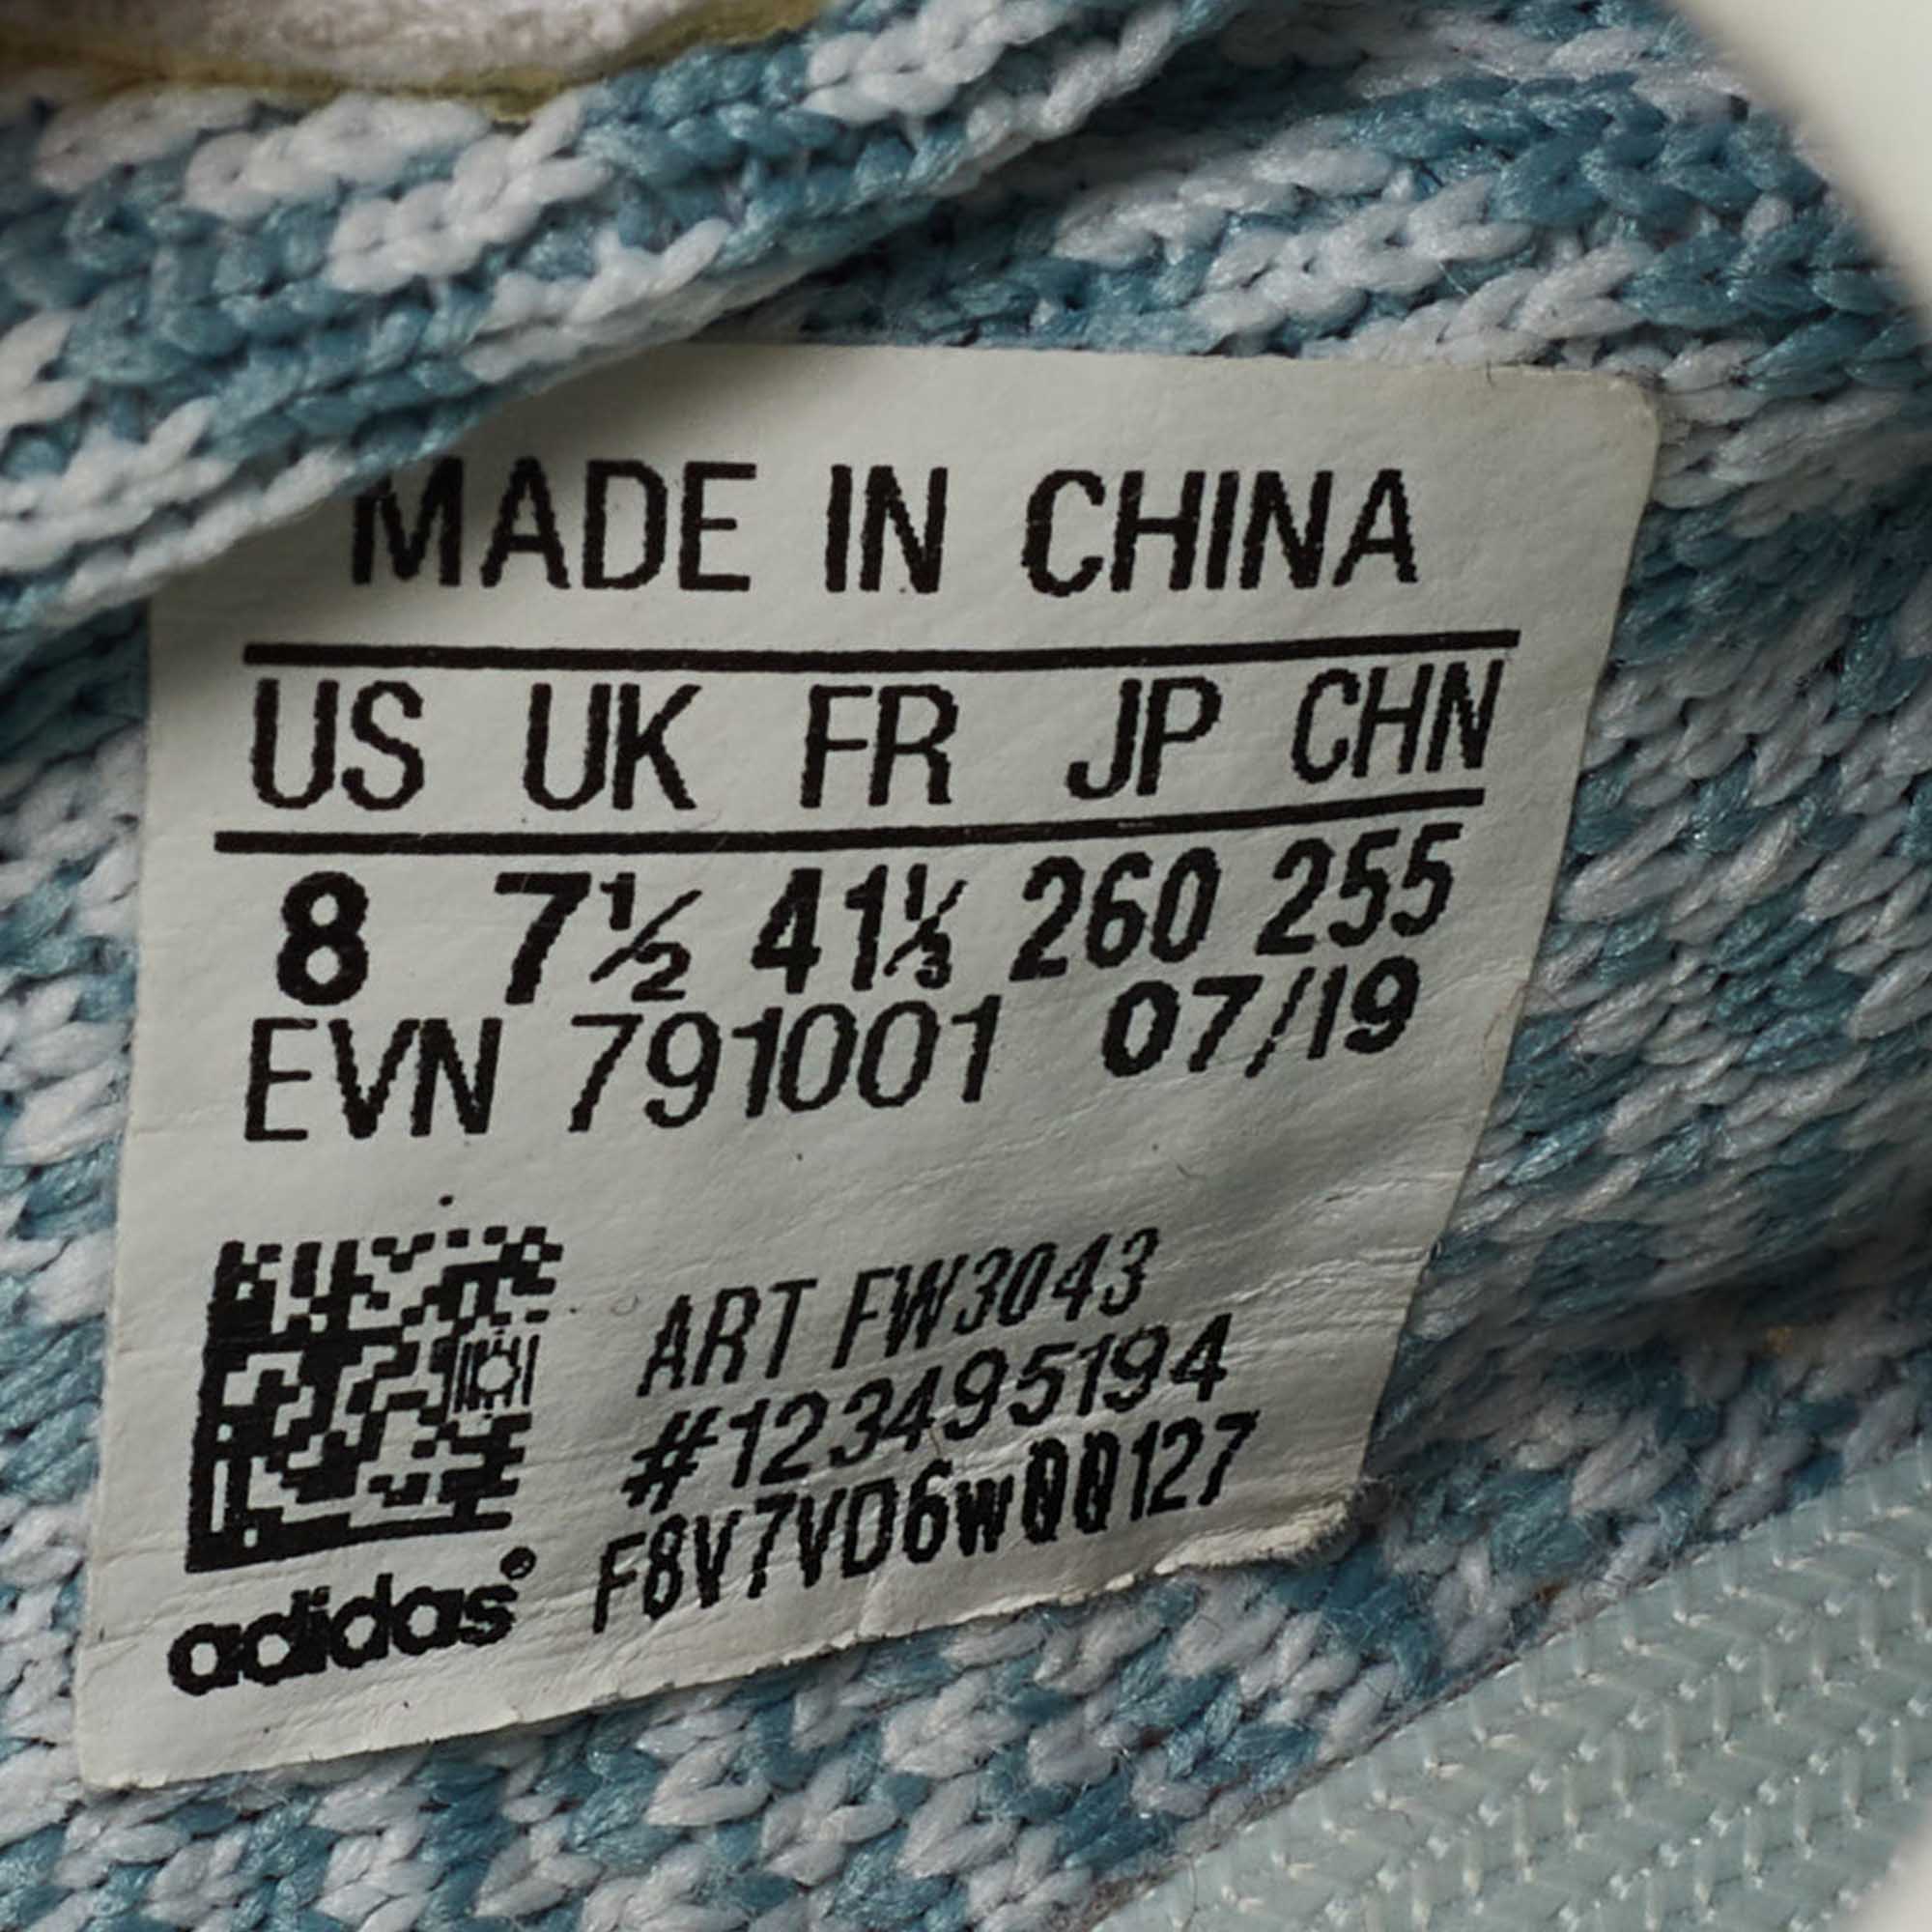 MADE IN CHINA
US UK FR JP CHN
8 7½ 41⅓ 260 255
EVN 791001 07/19
ART FW3043
#123495194
F8V7VD6W00127
adidas®